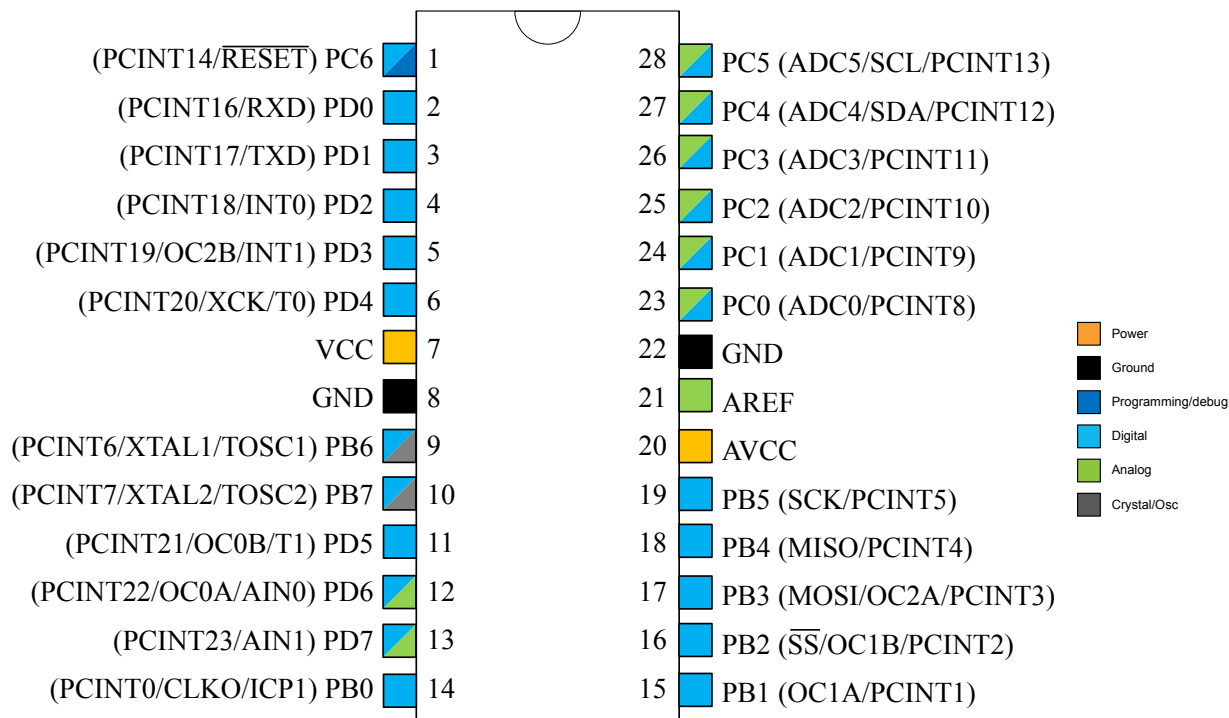 (PCINT14/RESET) PC6 1
(PCINT16/RXD) PD0 2
(PCINT17/TXD) PD1 3
(PCINT18/INT0) PD2 4
(PCINT19/OC2B/INT1) PD3 5
(PCINT20/XCK/T0) PD4 6
VCC 7
GND 8
(PCINT6/XTAL1/TOSC1) PB6 9
(PCINT7/XTAL2/TOSC2) PB7 10
(PCINT21/OC0B/T1) PD5 11
(PCINT22/OC0A/AIN0) PD6 12
(PCINT23/AIN1) PD7 13
(PCINT0/CLKO/ICP1) PB0 14
28 PC5 (ADC5/SCL/PCINT13)
27 PC4 (ADC4/SDA/PCINT12)
26 PC3 (ADC3/PCINT11)
25 PC2 (ADC2/PCINT10)
24 PC1 (ADC1/PCINT9)
23 PC0 (ADC0/PCINT8)
22 GND
21 AREF
20 AVCC
19 PB5 (SCK/PCINT5)
18 PB4 (MISO/PCINT4)
17 PB3 (MOSI/OC2A/PCINT3)
16 PB2 (SS/OC1B/PCINT2)
15 PB1 (OC1A/PCINT1)
Power
Ground
Programming/debug
Digital
Analog
Crystal/Osc